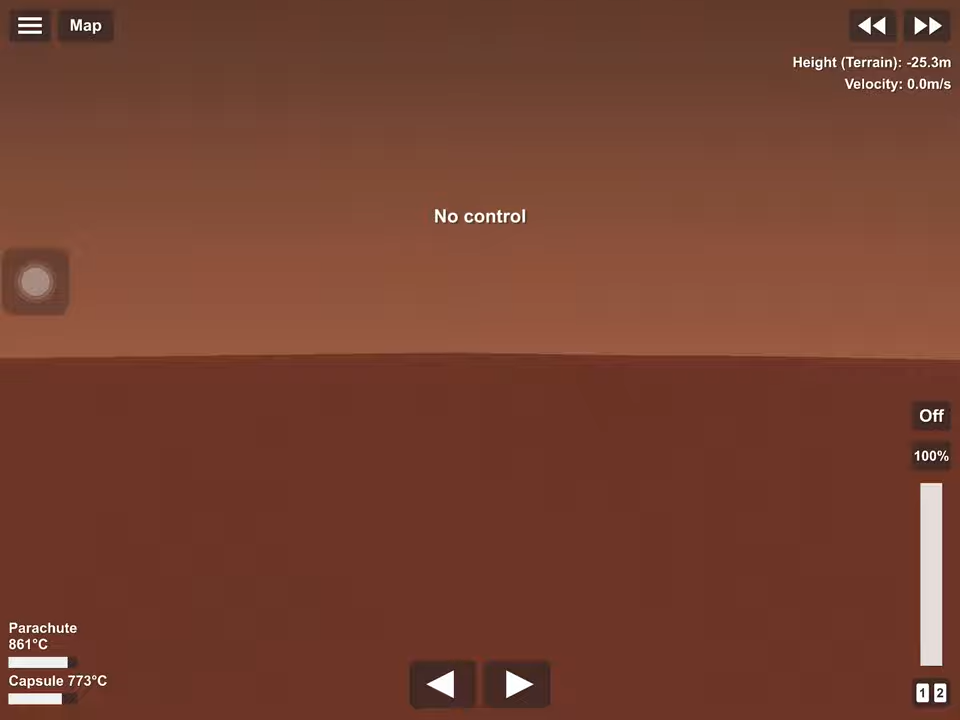 Map
Height (Terrain): -25.3m
Velocity: 0.0m/s
No control
Off
100%
Parachute
861°C
Capsule 773°C
1 2